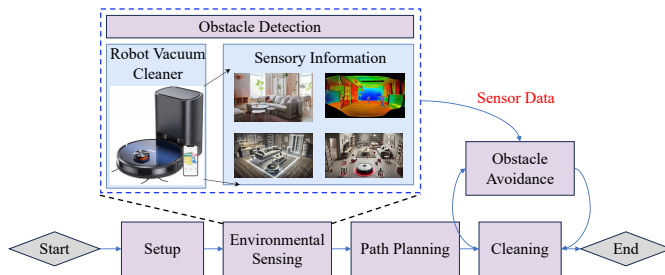 Obstacle Detection
Robot Vacuum
Cleaner
Sensory Information
Sensor Data
Obstacle
Avoidance
Start
Setup
Environmental
Sensing
Path Planning
Cleaning
End